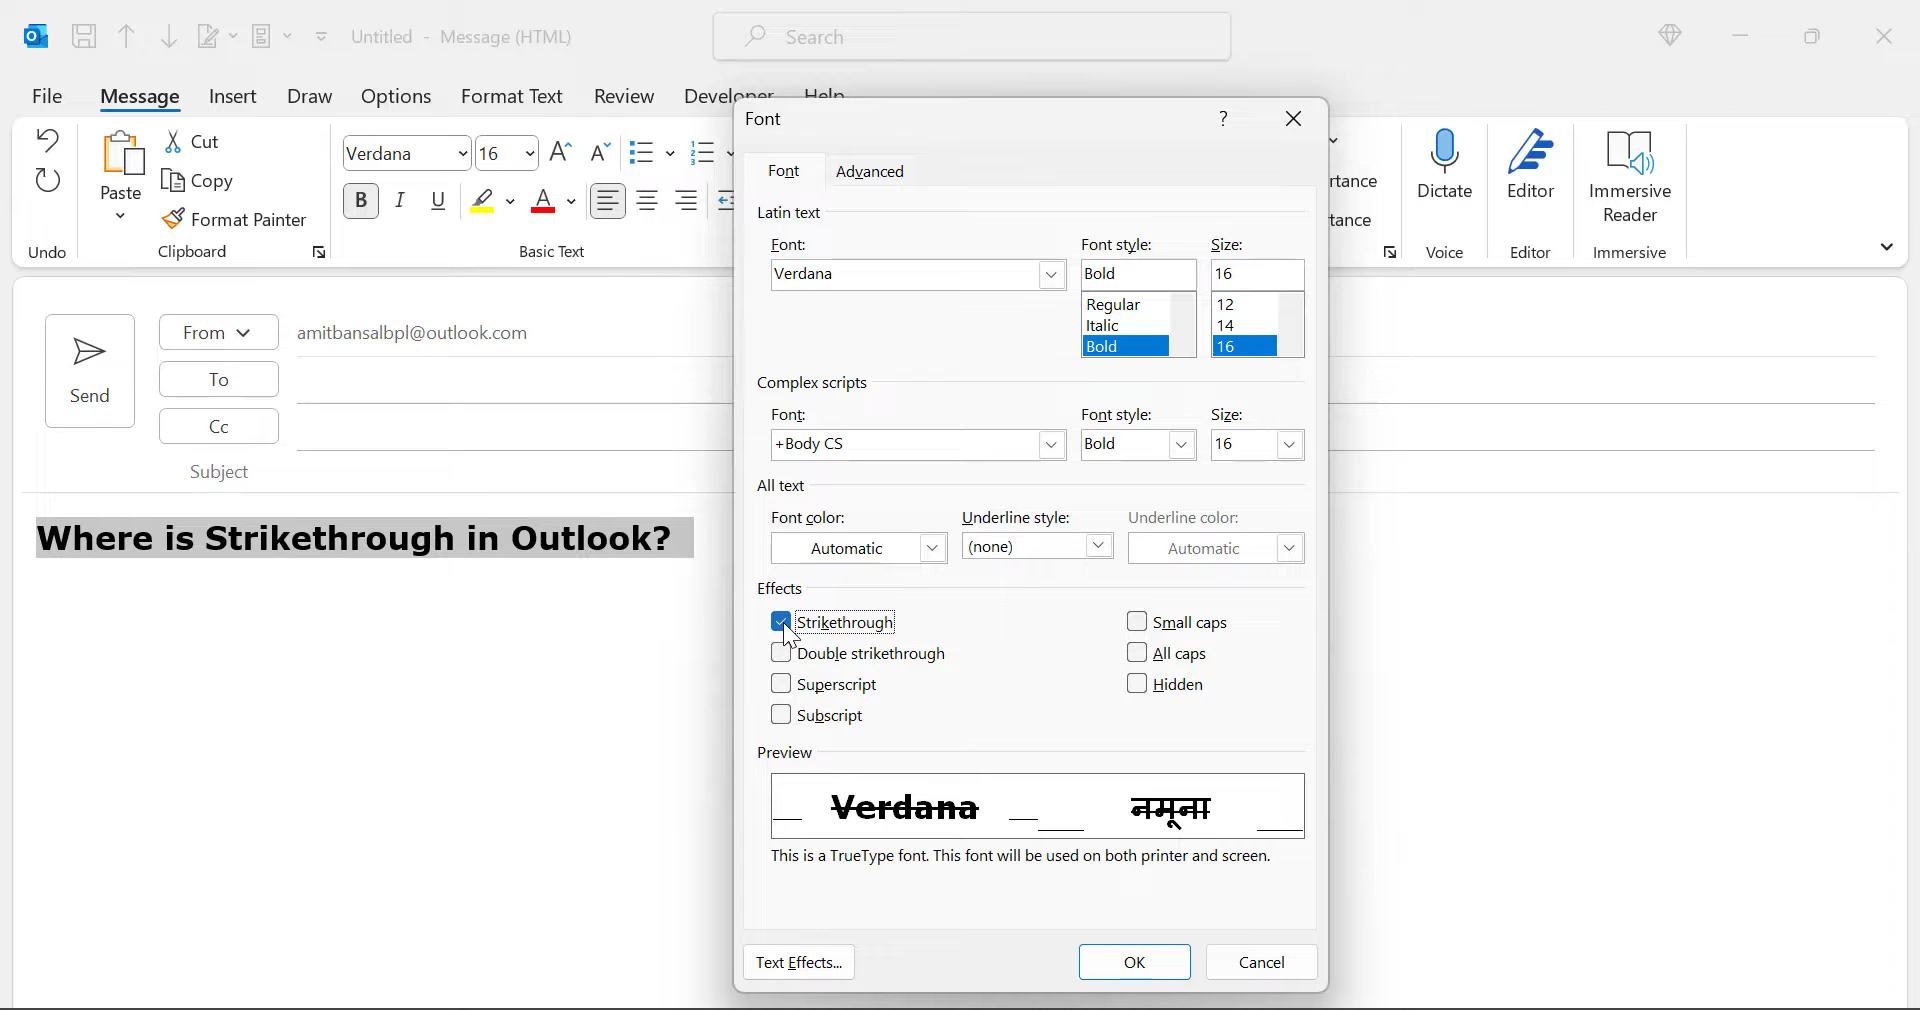 Untitled - Message (HTML)
Search
File Message Insert Draw Options Format Text Review Developer Help
Undo
Paste
Cut
Copy
Format Painter
Clipboard
Verdana 16
B I U A
Basic Text
rtance
tance
Dictate
Voice
Editor
Editor
Immersive
Reader
Immersive
Send
From
amitbansalbpl@outlook.com
To
Cc
Subject
Where is Strikethrough in Outlook?
Font ?
Font Advanced
Latin text
Font: Font style: Size:
Verdana Bold 16
Regular 12
Italic 14
Bold 16
Complex scripts
Font: Font style: Size:
+Body CS Bold 16
All text
Font color: Underline style: Underline color:
Automatic (none) Automatic
Effects
Strikethrough Small caps
Double strikethrough All caps
Superscript Hidden
Subscript
Preview
Verdana नमूना
This is a TrueType font. This font will be used on both printer and screen.
Text Effects... OK Cancel